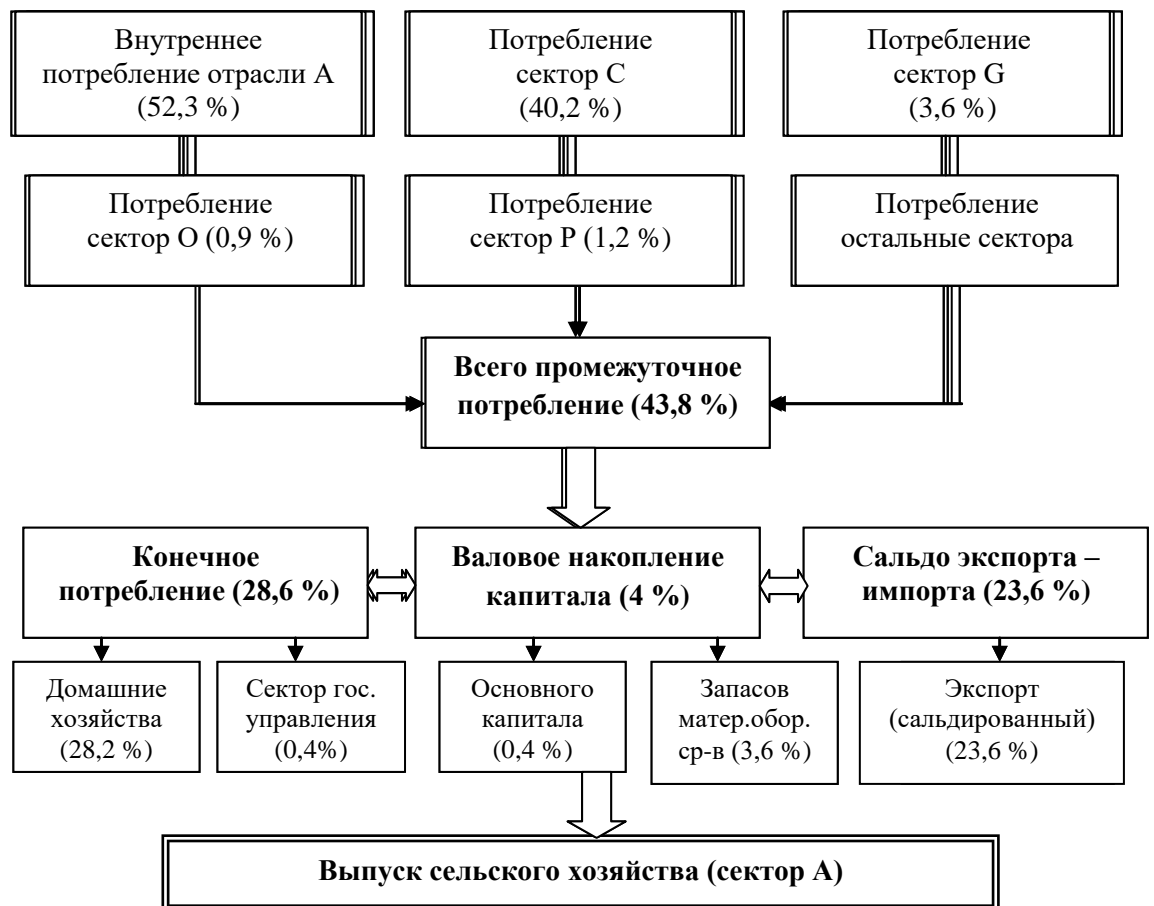 Внутреннее
потребление отрасли А
(52,3 %)
Потребление
сектор С
(40,2 %)
Потребление
сектор G
(3,6 %)
Потребление
сектор О (0,9 %)
Потребление
сектор Р (1,2 %)
Потребление
остальные сектора
Всего промежуточное
потребление (43,8 %)
Конечное
потребление (28,6 %)
Валовое накопление
капитала (4 %)
Сальдо экспорта –
импорта (23,6 %)
Домашние
хозяйства
(28,2 %)
Сектор гос.
управления
(0,4%)
Основного
капитала
(0,4 %)
Запасов
матер.обор.
ср-в (3,6 %)
Экспорт
(сальдированный)
(23,6 %)
Выпуск сельского хозяйства (сектор А)